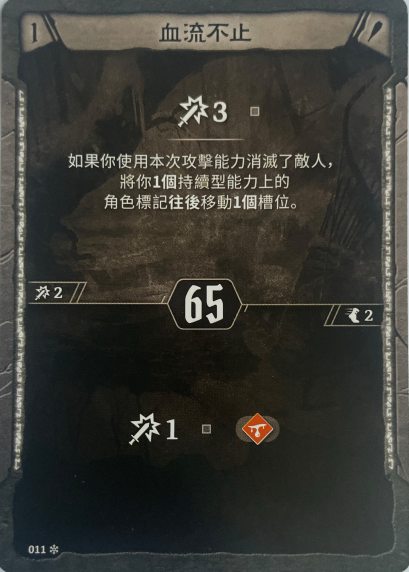 1 血流不止
3
如果你使用本次攻擊能力消滅了敵人，
將你1個持續型能力上的
角色標記往後移動1個槽位。
2 65 2
1
011